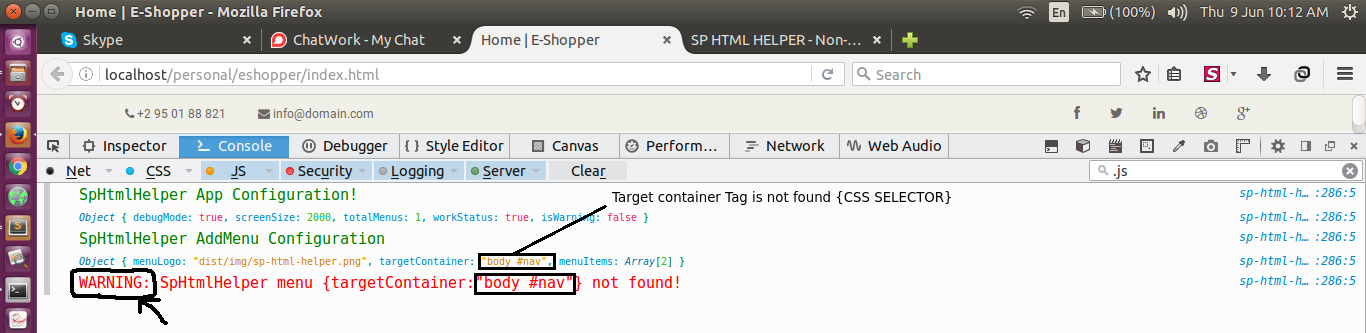 Home | E-Shopper - Mozilla Firefox
En
(100%)
Thu 9 Jun 10:12 AM
Skype
ChatWork - My Chat
Home | E-Shopper
SP HTML HELPER - Non-...
localhost/personal/eshopper/index.html
Search
+2 95 01 88 821
info@domain.com
Inspector
Console
Debugger
Style Editor
Canvas
Perform...
Network
Web Audio
Net
CSS
JS
Security
Logging
Server
Clear
.js
SpHtmlHelper App Configuration!
sp-html-h...:286:5
Target container Tag is not found {CSS SELECTOR}
Object { debugMode: true, screenSize: 2000, totalMenus: 1, workStatus: true, isWarning: false }
sp-html-h...:286:5
SpHtmlHelper AddMenu Configuration
sp-html-h...:286:5
Object { menuLogo: "dist/img/sp-html-helper.png", targetContainer: "body #nav", menuItems: Array[2] }
sp-html-h...:286:5
WARNING: SpHtmlHelper menu {targetContainer:"body #nav"} not found!
sp-html-h...:286:5